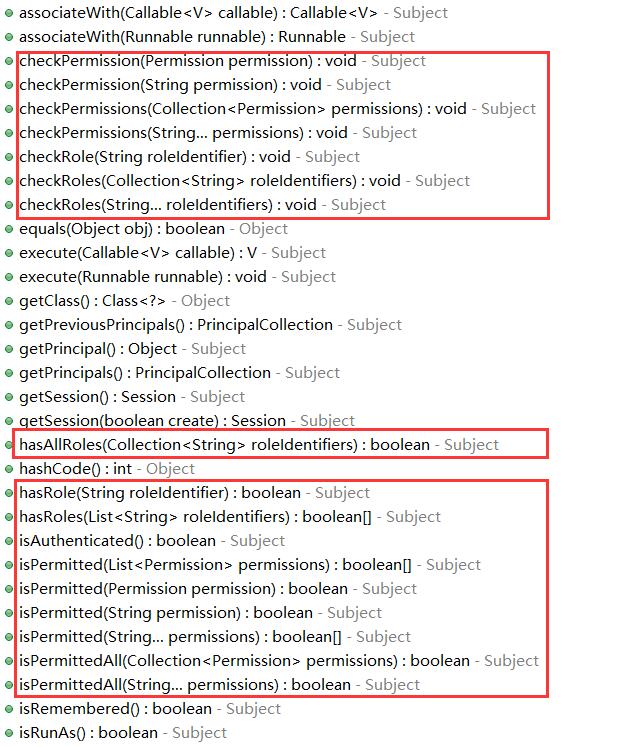 associateWith(Callable<V> callable) : Callable<V> - Subject
associateWith(Runnable runnable) : Runnable - Subject
checkPermission(Permission permission) : void - Subject
checkPermission(String permission) : void - Subject
checkPermissions(Collection<Permission> permissions) : void - Subject
checkPermissions(String... permissions) : void - Subject
checkRole(String roleIdentifier) : void - Subject
checkRoles(Collection<String> roleIdentifiers) : void - Subject
checkRoles(String... roleIdentifiers) : void - Subject
equals(Object obj) : boolean - Object
execute(Callable<V> callable) : V - Subject
execute(Runnable runnable) : void - Subject
getClass() : Class<?> - Object
getPreviousPrincipals() : PrincipalCollection - Subject
getPrincipal() : Object - Subject
getPrincipals() : PrincipalCollection - Subject
getSession() : Session - Subject
getSession(boolean create) : Session - Subject
hasAllRoles(Collection<String> roleIdentifiers) : boolean - Subject
hashCode() : int - Object
hasRole(String roleIdentifier) : boolean - Subject
hasRoles(List<String> roleIdentifiers) : boolean[] - Subject
isAuthenticated() : boolean - Subject
isPermitted(List<Permission> permissions) : boolean[] - Subject
isPermitted(Permission permission) : boolean - Subject
isPermitted(String permission) : boolean - Subject
isPermitted(String... permissions) : boolean[] - Subject
isPermittedAll(Collection<Permission> permissions) : boolean - Subject
isPermittedAll(String... permissions) : boolean - Subject
isRemembered() : boolean - Subject
isRunAs() : boolean - Subject